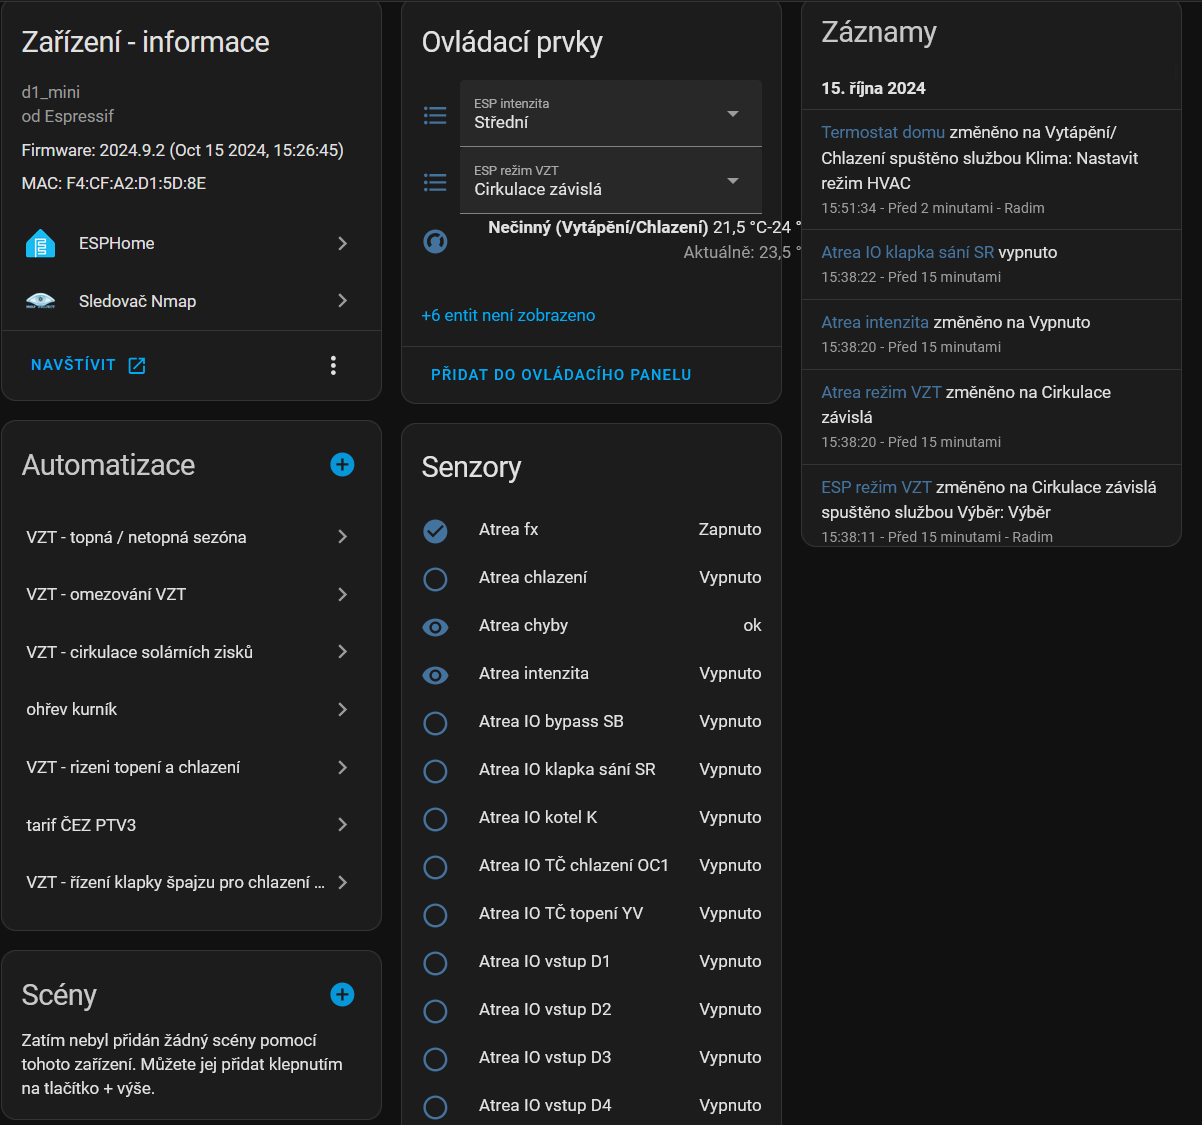 Zařízení - informace
d1_mini
od Espressif
Firmware: 2024.9.2 (Oct 15 2024, 15:26:45)
MAC: F4:CF:A2:D1:5D:8E
ESPHome
Sledovač Nmap
NAVŠTÍVIT
Automatizace
VZT - topná / netopná sezóna
VZT - omezování VZT
VZT - cirkulace solárních zisků
ohřev kurník
VZT - rizeni topení a chlazení
tarif ČEZ PTV3
VZT - řízení klapky špajzu pro chlazení ...
Scény
Zatím nebyl přidán žádný scény pomocí
tohoto zařízení. Můžete jej přidat klepnutím
na tlačítko + výše.
Ovládací prvky
ESP intenzita
Střední
ESP režim VZT
Cirkulace závislá
Nečinný (Vytápění/Chlazení) 21,5 °C-24 °
Aktuálně: 23,5 °
+6 entit není zobrazeno
PŘIDAT DO OVLÁDACÍHO PANELU
Senzory
Atrea fx Zapnuto
Atrea chlazení Vypnuto
Atrea chyby ok
Atrea intenzita Vypnuto
Atrea IO bypass SB Vypnuto
Atrea IO klapka sání SR Vypnuto
Atrea IO kotel K Vypnuto
Atrea IO TČ chlazení OC1 Vypnuto
Atrea IO TČ topení YV Vypnuto
Atrea IO vstup D1 Vypnuto
Atrea IO vstup D2 Vypnuto
Atrea IO vstup D3 Vypnuto
Atrea IO vstup D4 Vypnuto
Záznamy
15. října 2024
Termostat domu změněno na Vytápění/
Chlazení spuštěno službou Klima: Nastavit
režim HVAC
15:51:34 - Před 2 minutami - Radim
Atrea IO klapka sání SR vypnuto
15:38:22 - Před 15 minutami
Atrea intenzita změněno na Vypnuto
15:38:20 - Před 15 minutami
Atrea režim VZT změněno na Cirkulace
závislá
15:38:20 - Před 15 minutami
ESP režim VZT změněno na Cirkulace závislá
spuštěno službou Výběr: Výběr
15:38:11 - Před 15 minutami - Radim